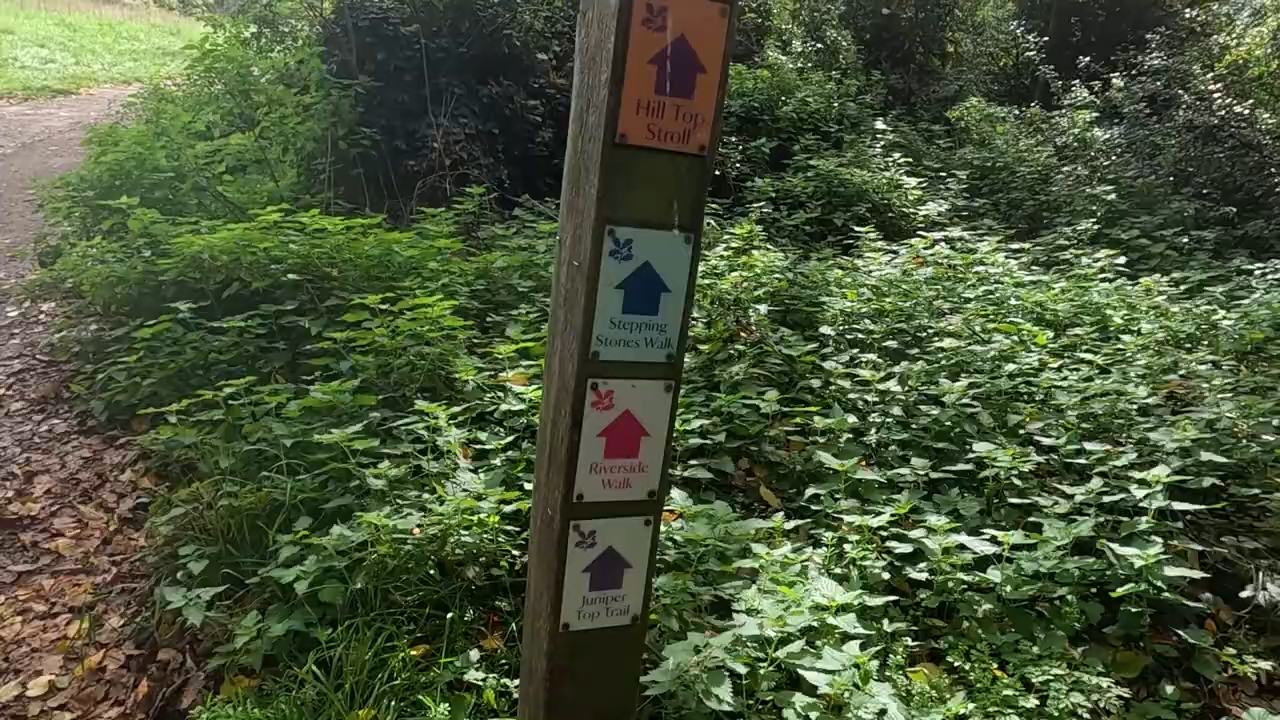 Hill Top
Stroll
Stepping
Stones Walk
Riverside
Walk
Juniper
Top Trail